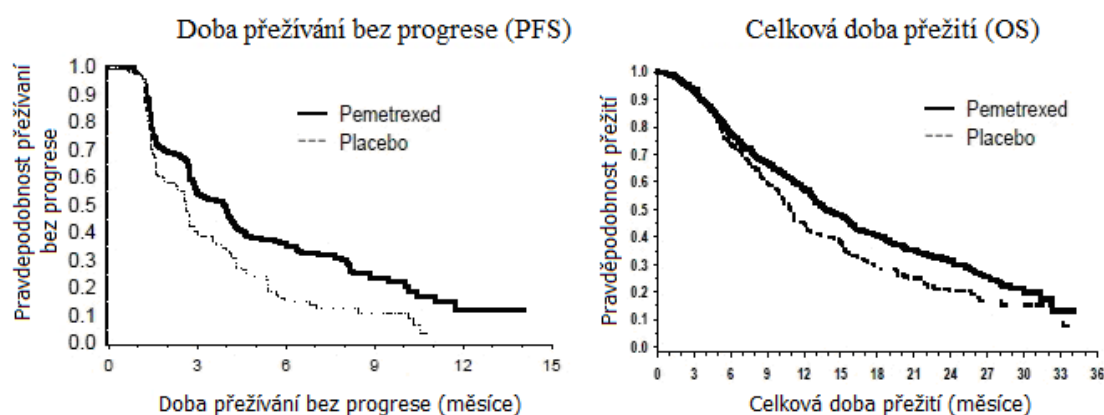 Doba přežívání bez progrese (PFS)
Pravdepodobnost přežívaní
bez progrese
1.0
0.9
0.8
0.7
0.6
0.5
0.4
0.3
0.2
0.1
0.0
Pemetrexed
Placebo
0 3 6 9 12 15
Doba přežívání bez progrese (měsíce)
Celková doba přežití (OS)
Pravděpodobnost přežití
1.0
0.9
0.8
0.7
0.6
0.5
0.4
0.3
0.2
0.1
0.0
Pemetrexed
Placebo
0 3 6 9 12 15 18 21 24 27 30 33 36
Celková doba přežití (měsíce)